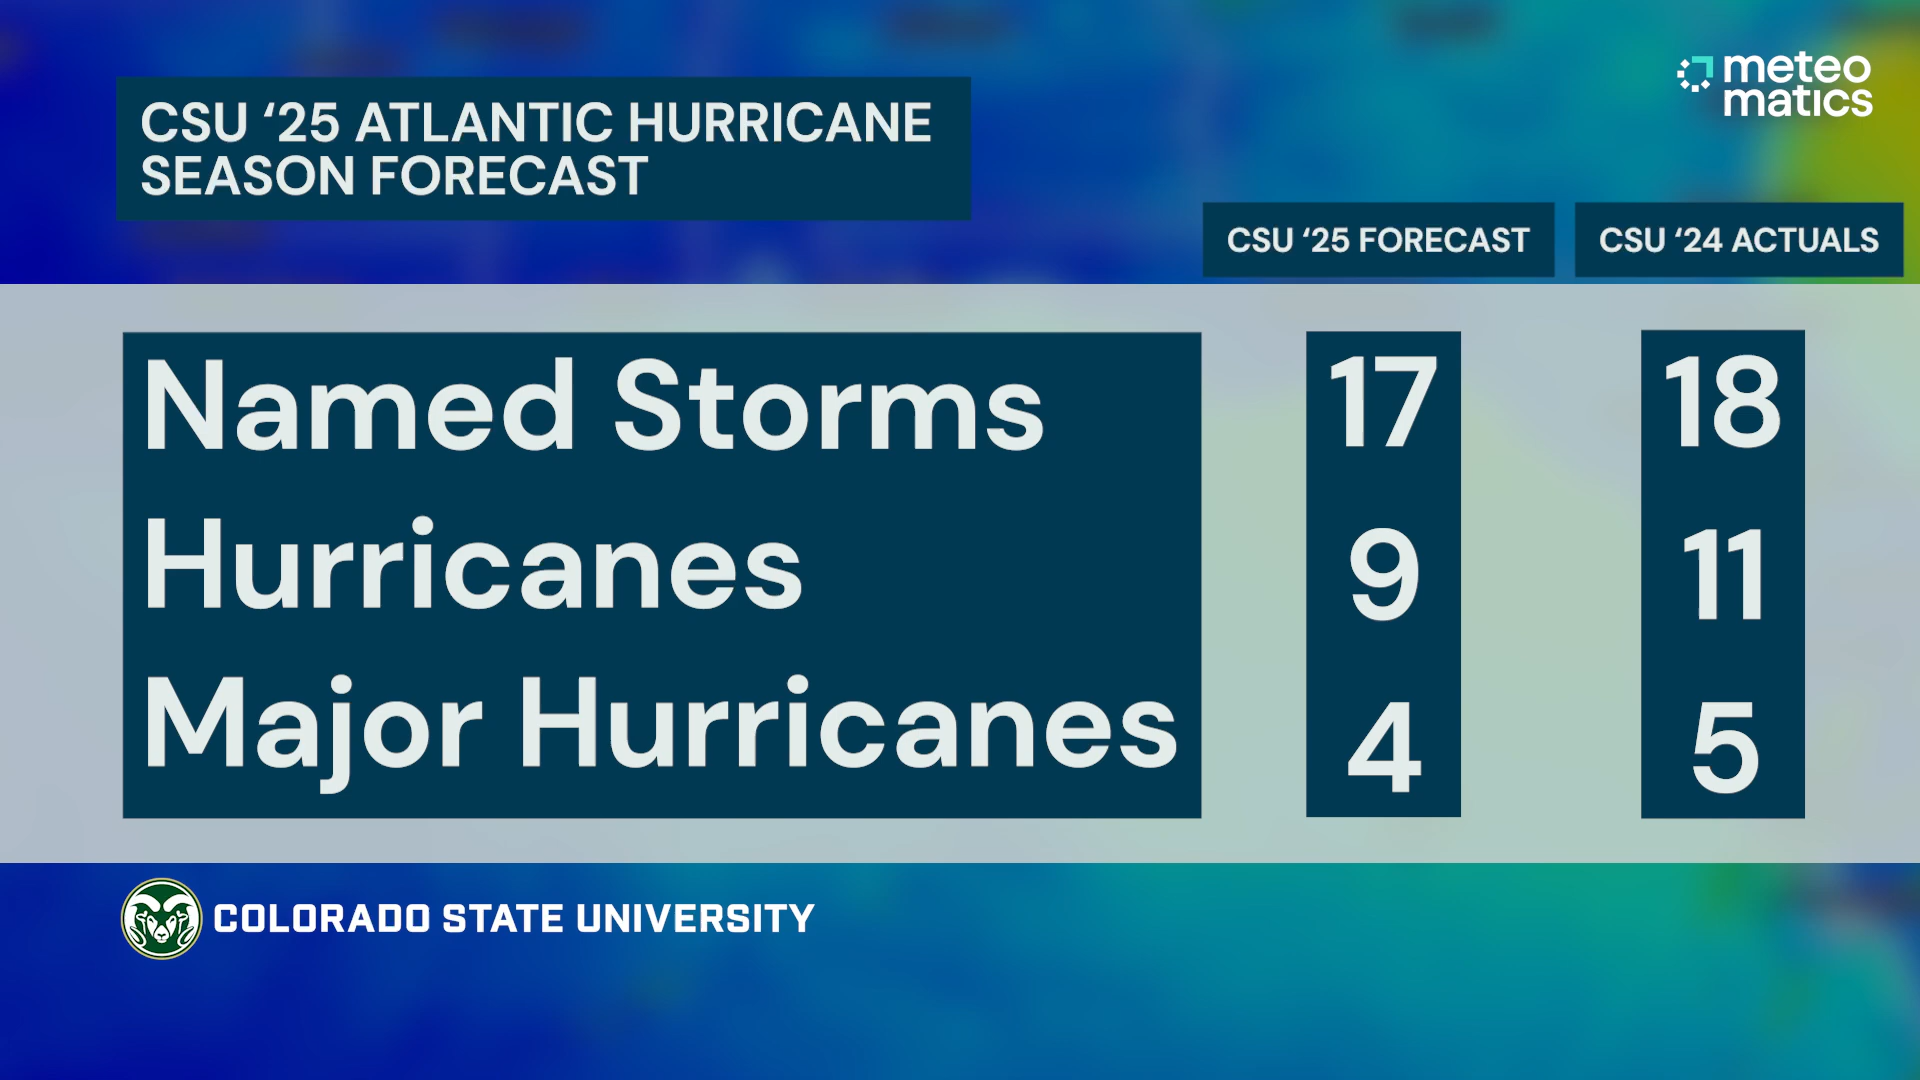 meteo
matics
CSU ‘25 ATLANTIC HURRICANE
SEASON FORECAST
CSU ‘25 FORECAST CSU ‘24 ACTUALS
Named Storms 17 18
Hurricanes 9 11
Major Hurricanes 4 5
COLORADO STATE UNIVERSITY